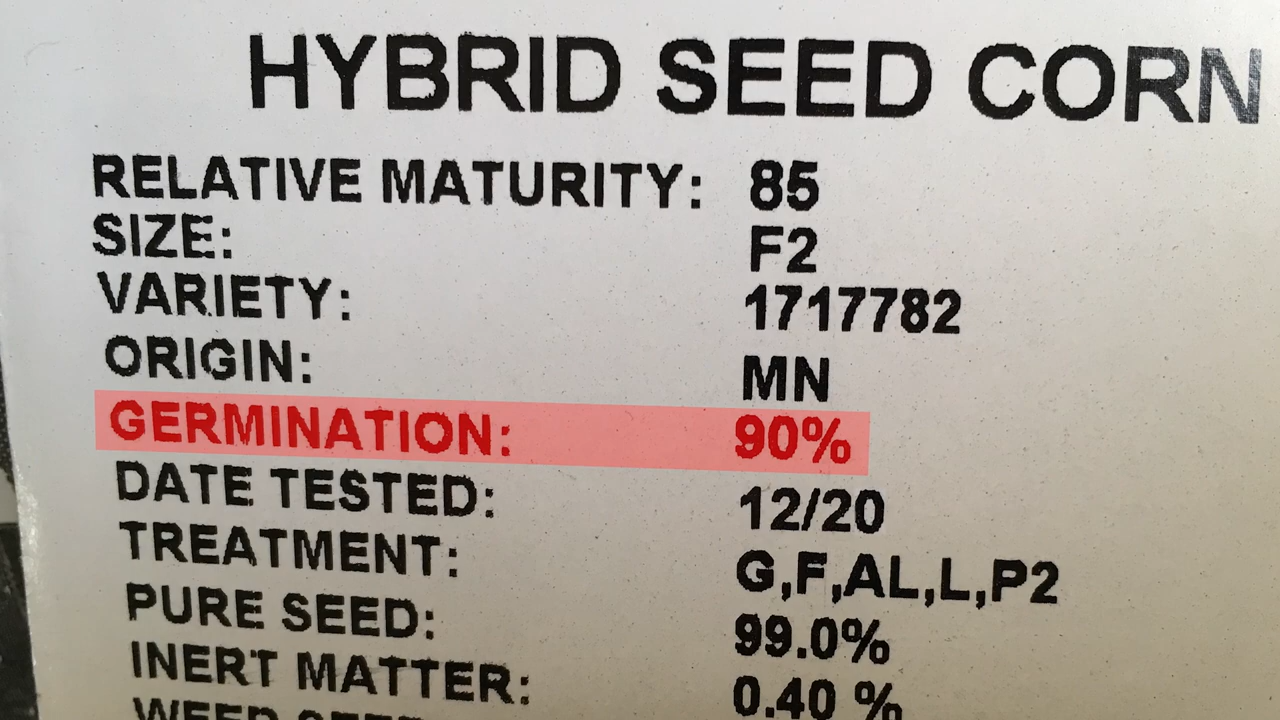 HYBRID SEED CORN
RELATIVE MATURITY: 85
SIZE: F2
VARIETY: 1717782
ORIGIN: MN
GERMINATION: 90%
DATE TESTED: 12/20
TREATMENT: G,F,AL,L,P2
PURE SEED: 99.0%
INERT MATTER: 0.40 %